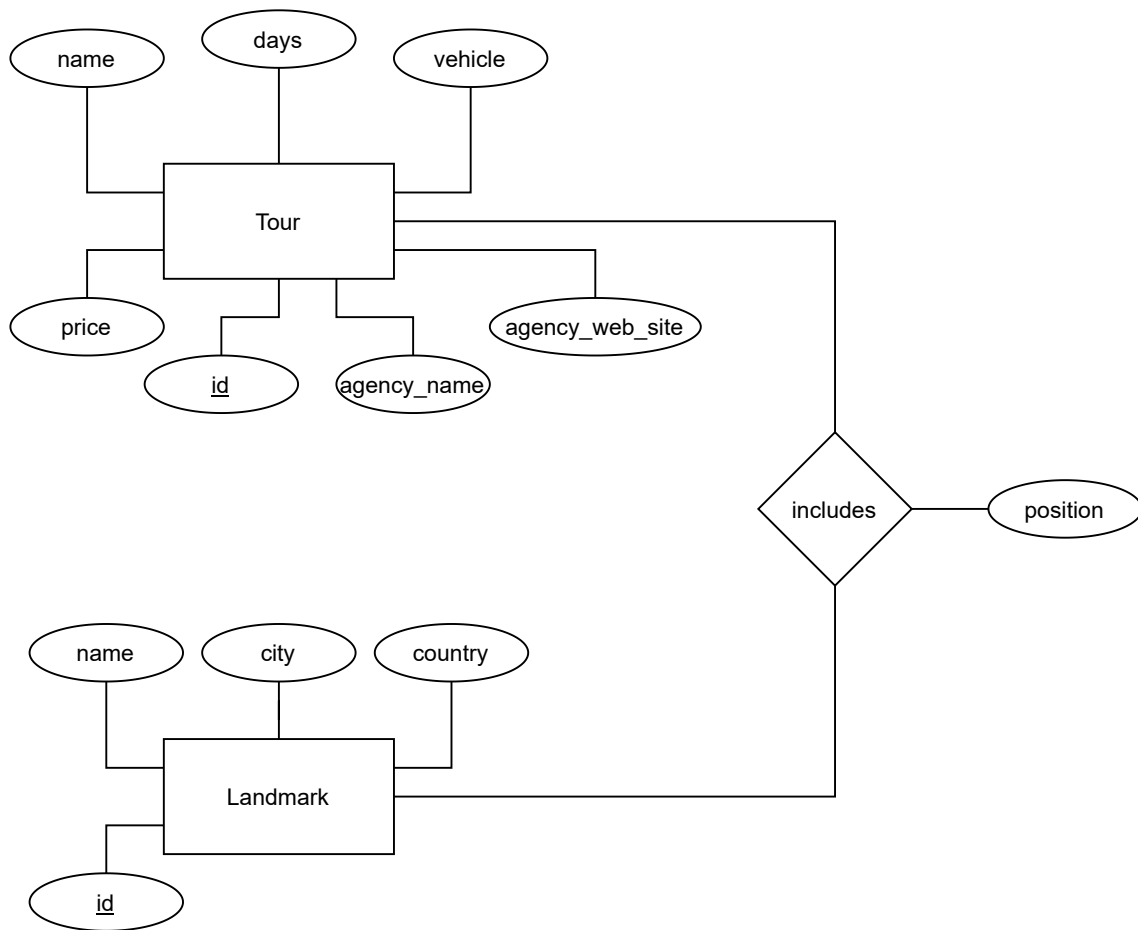 name
days
vehicle
Tour
price
agency_web_site
id
agency_name
includes
position
name
city
country
Landmark
id